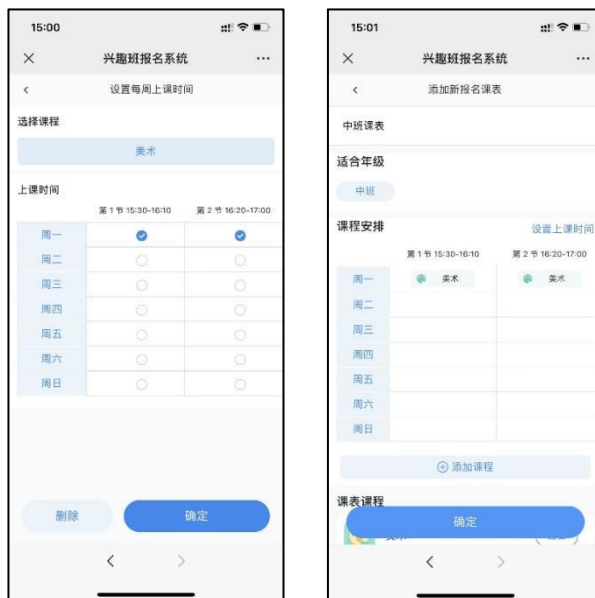 15:00
兴趣班报名系统
设置每周上课时间
选择课程
美术
上课时间
第 1 节 15:30-16:10 第 2 节 16:20-17:00
周一
周二
周三
周四
周五
周六
周日
删除 确定
15:01
兴趣班报名系统
添加新报名课表
中班课表
适合年级
中班
课程安排 设置上课时间
第 1 节 15:30-16:10 第 2 节 16:20-17:00
周一 美术 美术
周二
周三
周四
周五
周六
周日
添加课程
课表课程
确定